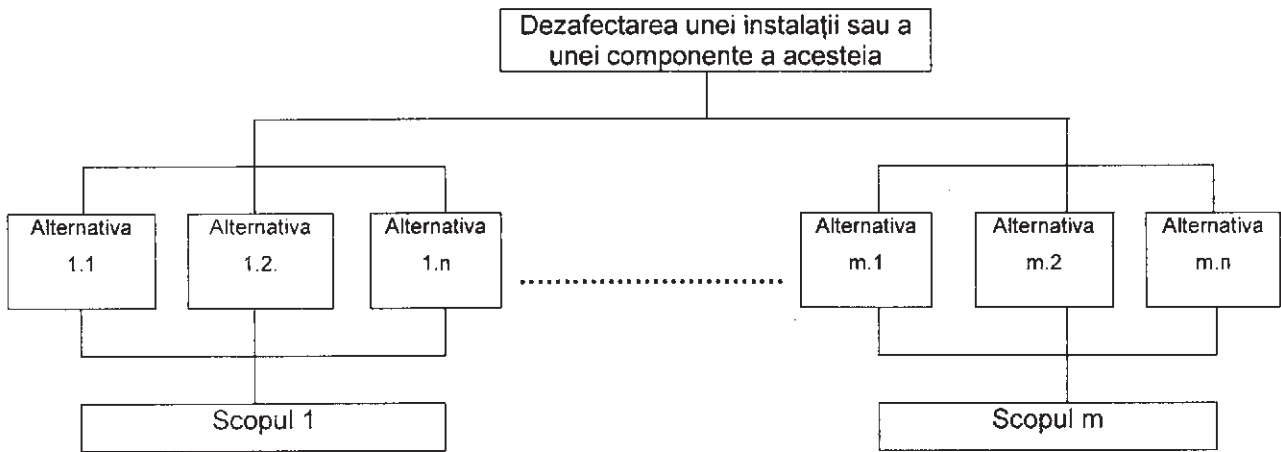 Dezafectarea unei instalaţii sau a
unei componente a acesteia
Alternativa
1.1
Alternativa
1.2.
Alternativa
1.n
Alternativa
m.1
Alternativa
m.2
Alternativa
m.n
Scopul 1
Scopul m